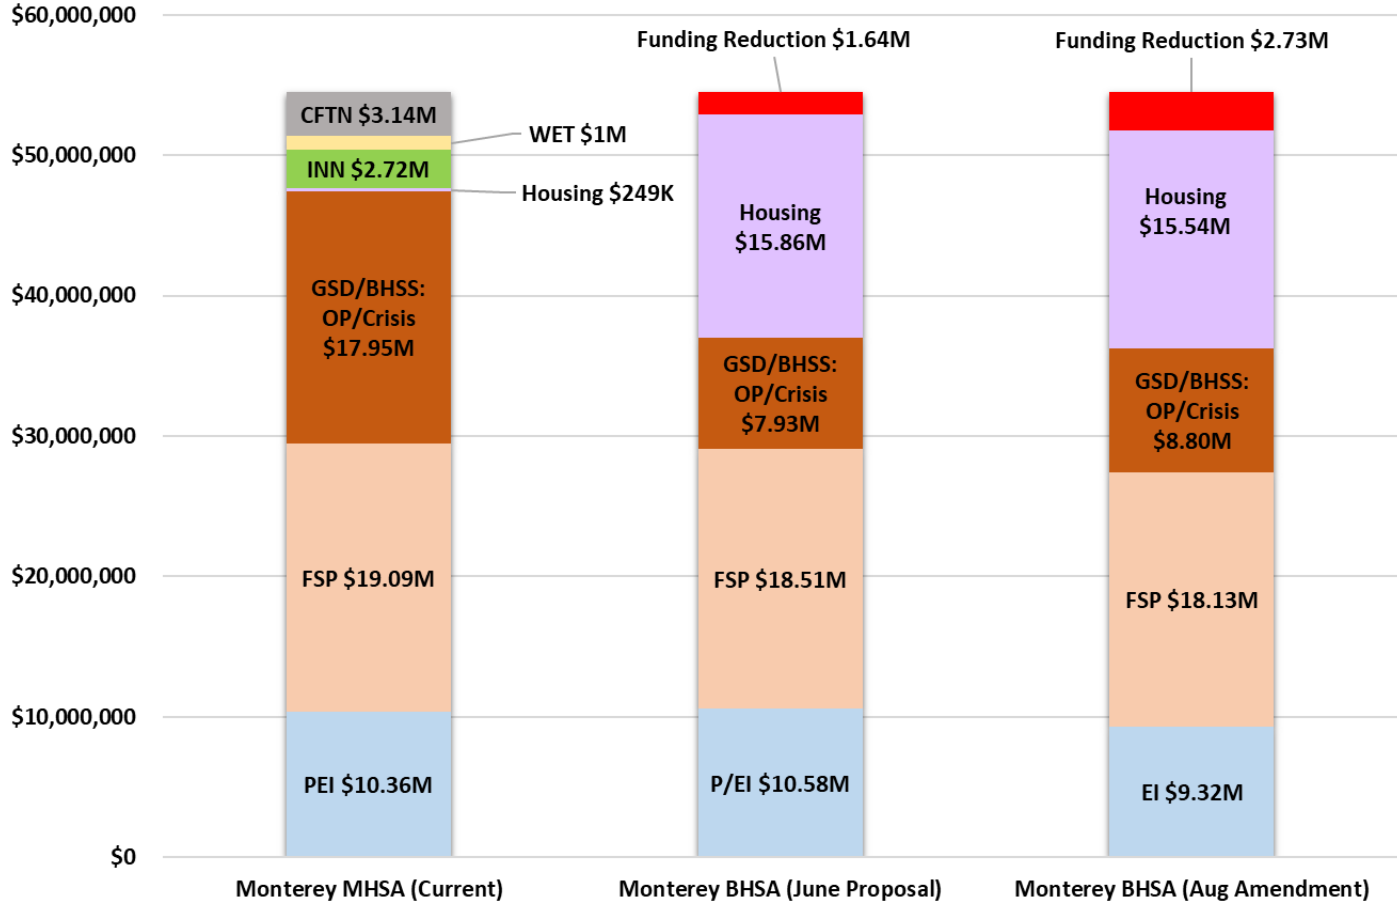 $60,000,000
$50,000,000
$40,000,000
$30,000,000
$20,000,000
$10,000,000
$0
CFTN $3.14M
WET $1M
INN $2.72M
Housing $249K
GSD/BHSS:
OP/Crisis
$17.95M
FSP $19.09M
PEI $10.36M
Monterey MHSA (Current)
Funding Reduction $1.64M
Housing
$15.86M
GSD/BHSS:
OP/Crisis
$7.93M
FSP $18.51M
P/EI $10.58M
Monterey BHSA (June Proposal)
Funding Reduction $2.73M
Housing
$15.54M
GSD/BHSS:
OP/Crisis
$8.80M
FSP $18.13M
EI $9.32M
Monterey BHSA (Aug Amendment)